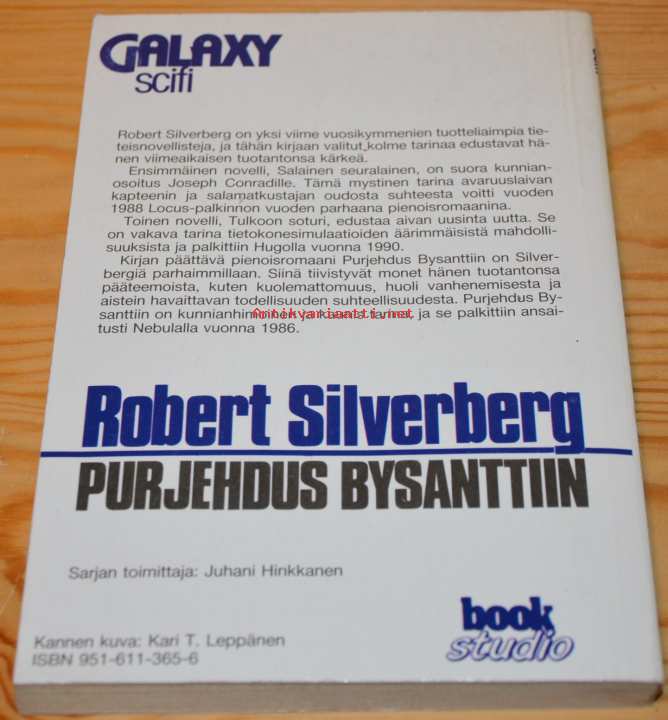 GALAXY
scifi
Robert Silverberg on yksi viime vuosikymmenien tuotteliaimpia tie-
teisnovellisteja, ja tähän kirjaan valitut kolme tarinaa edustavat hä-
nen viimeaikaisen tuotantonsa kärkeä.
Ensimmäinen novelli, Salainen seuralainen, on suora kunnian-
osoitus Joseph Conradille. Tämä mystinen tarina avaruuslaivan
kapteenin ja salamatkustajan oudosta suhteesta voitti vuoden
1988 Locus-palkinnon vuoden parhaana pienoisromaanina.
Toinen novelli, Tulkoon soturi, edustaa aivan uusinta uutta. Se
on vakava tarina tietokonesimulaatioiden äärimmäisistä mahdolli-
suuksista ja palkittiin Hugolla vuonna 1990.
Kirjan päättävä pienoisromaani Purjehdus Bysanttiin on Silver-
bergiä parhaimmillaan. Siinä tiivistyvät monet hänen tuotantonsa
pääteemoista, kuten kuolemattomuus, huoli vanhenemisesta ja
aistein havaittavan todellisuuden suhteellisuudesta. Purjehdus By-
santtiin on kunnianhimoinen ja kaunis tarina, ja se palkittiin ansai-
tusti Nebulalla vuonna 1986.
Antikvariaatti.net
Robert Silverberg
PURJEHDUS BYSANTTIIN
Sarjan toimittaja: Juhani Hinkkanen
book
studio
Kannen kuva: Kari T. Leppänen
ISBN 951-611-365-6